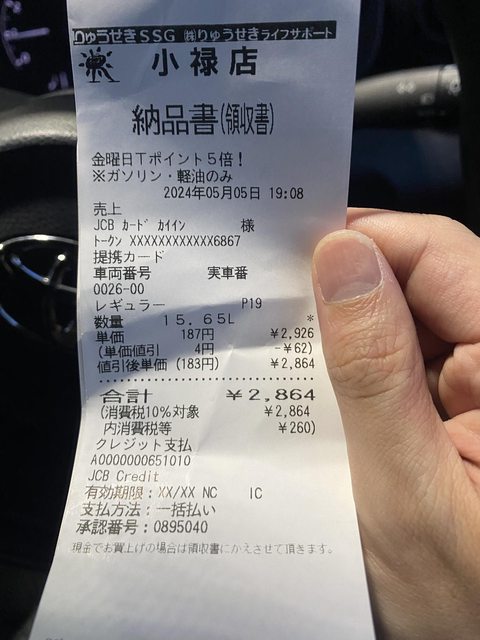 りゅうせきSSG ㈱りゅうせきライフサポート
小禄店
納品書(領収書)
金曜日Tポイント5倍！
※ガソリン・軽油のみ
2024年05月05日 19:08
売上
JCB ｶｰﾄﾞ ｶｲｲﾝ 様
ﾄｰｸﾝ XXXXXXXXXXXX6867
提携カード
車両番号 実車番
0026-00
レギュラー P19
数量 15.65L *
単価 187円 ¥2,926
(単価値引 4円 -¥62)
値引後単価 (183円) ¥2,864
合計 ¥2,864
(消費税10%対象 ¥2,864
内消費税等 ¥260)
クレジット支払
A0000000651010
JCB Credit
有効期限：XX/XX NC IC
支払方法：一括払い
承認番号：0895040
現金でお買上げの場合は領収書にかえさせて頂きます。